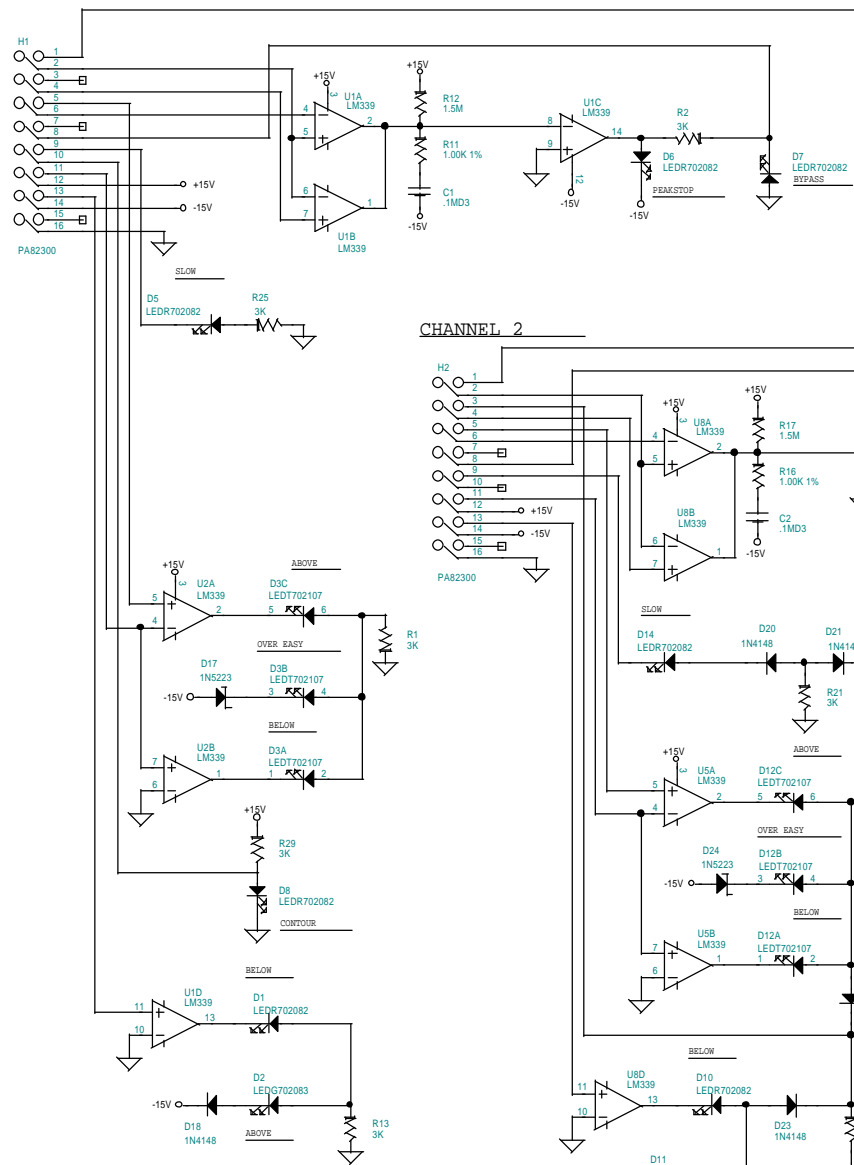 H1
1
2
3
4
5
6
7
8
9
10
11
12
13
14
15
16
PA82300
+15V
-15V
+15V
3
U1A
LM339
4
5
2
6
7
1
U1B
LM339
+15V
R12
1.5M
R11
1.00K 1%
C1
.1MD3
-15V
U1C
LM339
8
9
14
12
-15V
R2
3K
D6
LEDR702082
PEAKSTOP
-15V
D7
LEDR702082
BYPASS
SLOW
D5
LEDR702082
R25
3K
CHANNEL 2
H2
1
2
3
4
5
6
7
8
9
10
11
12
13
14
15
16
PA82300
+15V
-15V
+15V
3
U8A
LM339
4
5
2
U8B
LM339
6
7
1
+15V
R17
1.5M
R16
1.00K 1%
C2
.1MD3
-15V
SLOW
D14
LEDR702082
D20
1N4148
D21
1N414
R21
3K
+15V
3
U2A
LM339
5
4
2
ABOVE
D3C
LEDT702107
5
6
OVER EASY
D17
1N5223
-15V
D3B
LEDT702107
3
4
R1
3K
BELOW
U2B
LM339
7
6
1
D3A
LEDT702107
1
2
+15V
R29
3K
D8
LEDR702082
CONTOUR
+15V
3
U5A
LM339
5
4
2
ABOVE
D12C
LEDT702107
5
6
OVER EASY
D24
1N5223
-15V
D12B
LEDT702107
3
4
BELOW
U5B
LM339
7
6
1
D12A
LEDT702107
1
2
BELOW
U1D
LM339
11
10
13
D1
LEDR702082
D2
LEDG702083
-15V
D18
1N4148
ABOVE
R13
3K
BELOW
U8D
LM339
11
10
13
D10
LEDR702082
D23
1N4148
D11